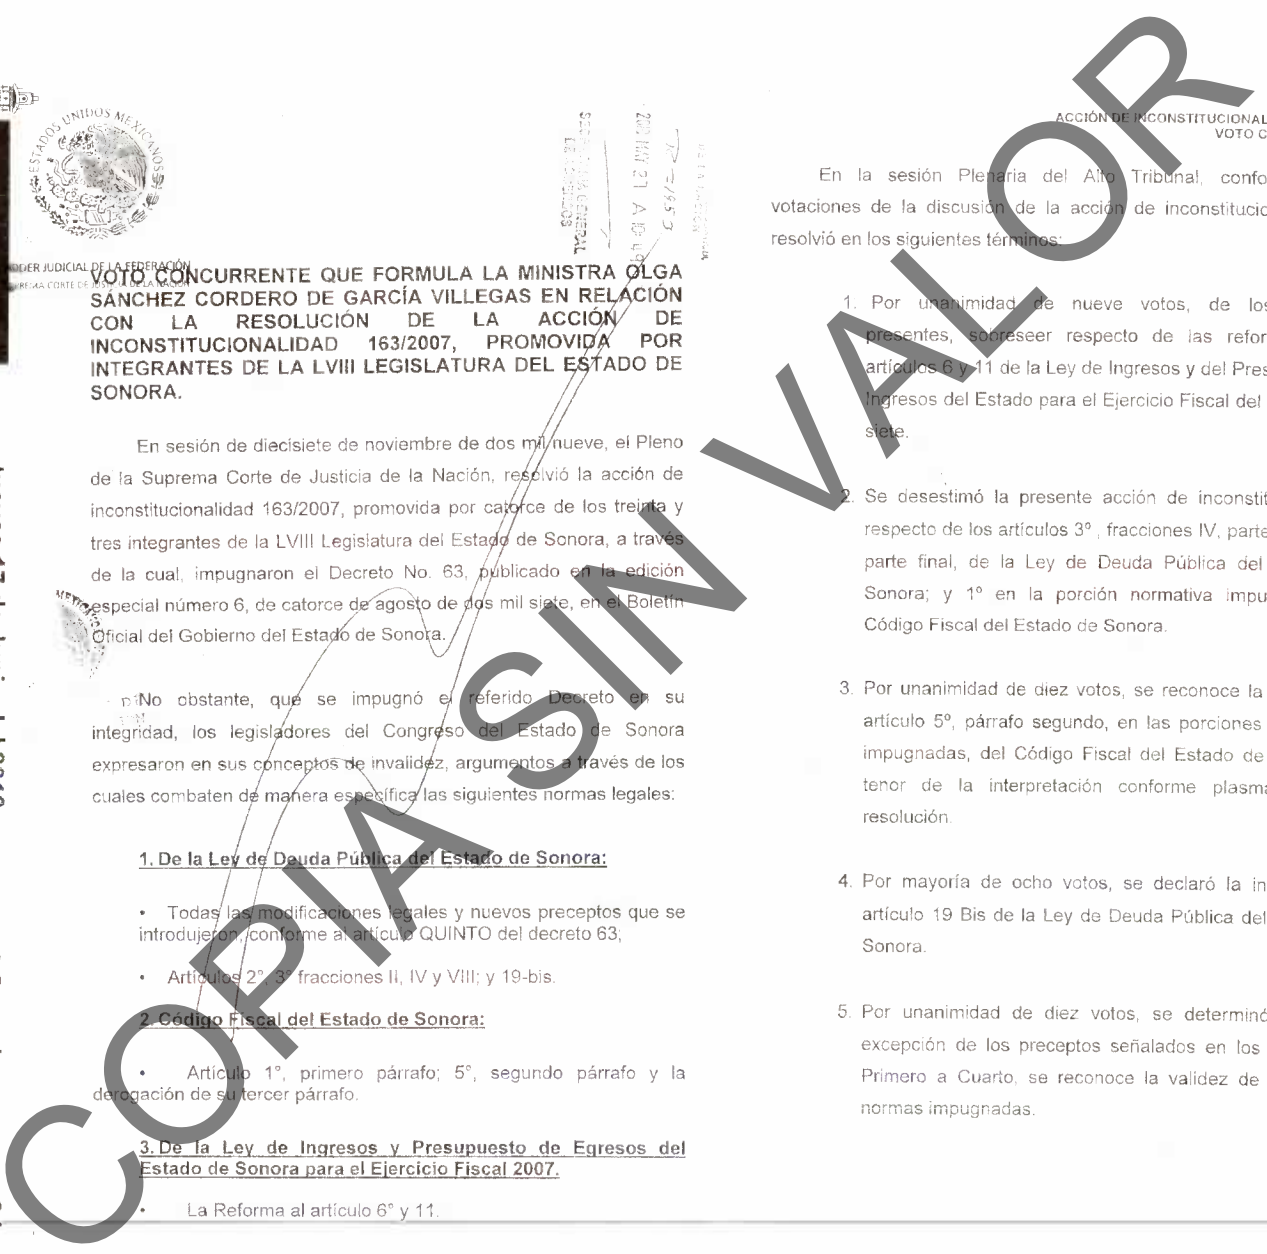 ESTADOS UNIDOS MEXICANOS
PODER JUDICIAL DE LA FEDERACIÓN
SUPREMA CORTE DE JUSTICIA DE LA NACIÓN
VOTO CONCURRENTE QUE FORMULA LA MINISTRA OLGA
SÁNCHEZ CORDERO DE GARCÍA VILLEGAS EN RELACIÓN
CON LA RESOLUCIÓN DE LA ACCIÓN DE
INCONSTITUCIONALIDAD 163/2007, PROMOVIDA POR
INTEGRANTES DE LA LVIII LEGISLATURA DEL ESTADO DE
SONORA.
En sesión de diecisiete de noviembre de dos mil nueve, el Pleno
de la Suprema Corte de Justicia de la Nación, resolvió la acción de
inconstitucionalidad 163/2007, promovida por catorce de los treinta y
tres integrantes de la LVIII Legislatura del Estado de Sonora, a través
de la cual, impugnaron el Decreto No. 63, publicado en la edición
especial número 6, de catorce de agosto de dos mil siete, en el Boletín
Oficial del Gobierno del Estado de Sonora.
No obstante, que se impugnó el referido Decreto en su
integridad, los legisladores del Congreso del Estado de Sonora
expresaron en sus conceptos de invalidez, argumentos a través de los
cuales combaten de manera específica las siguientes normas legales:
1. De la Ley de Deuda Pública del Estado de Sonora:
• Todas las modificaciones legales y nuevos preceptos que se
introdujeron, conforme al artículo QUINTO del decreto 63;
• Artículos 2°, 3° fracciones II, IV y VIII; y 19-bis.
2. Código Fiscal del Estado de Sonora:
• Artículo 1°, primero párrafo; 5°, segundo párrafo y la
derogación de su tercer párrafo.
3. De la Ley de Ingresos y Presupuesto de Egresos del
Estado de Sonora para el Ejercicio Fiscal 2007.
• La Reforma al artículo 6° y 11.
ACCIÓN DE INCONSTITUCIONAL
VOTO C
En la sesión Plenaria del Alto Tribunal, confo
votaciones de la discusión de la acción de inconstitucio
resolvió en los siguientes términos:
1. Por unanimidad de nueve votos, de los
presentes, sobreseer respecto de las refor
artículos 6 y 11 de la Ley de Ingresos y del Pres
Ingresos del Estado para el Ejercicio Fiscal del
siete.
2. Se desestimó la presente acción de inconstit
respecto de los artículos 3º , fracciones IV, parte
parte final, de la Ley de Deuda Pública del
Sonora; y 1º en la porción normativa impu
Código Fiscal del Estado de Sonora.
3. Por unanimidad de diez votos, se reconoce la
artículo 5º, párrafo segundo, en las porciones
impugnadas, del Código Fiscal del Estado de
tenor de la interpretación conforme plasma
resolución.
4. Por mayoría de ocho votos, se declaró la in
artículo 19 Bis de la Ley de Deuda Pública del
Sonora.
5. Por unanimidad de diez votos, se determinó
excepción de los preceptos señalados en los
Primero a Cuarto, se reconoce la validez de
normas impugnadas.
COPIA SIN VALOR